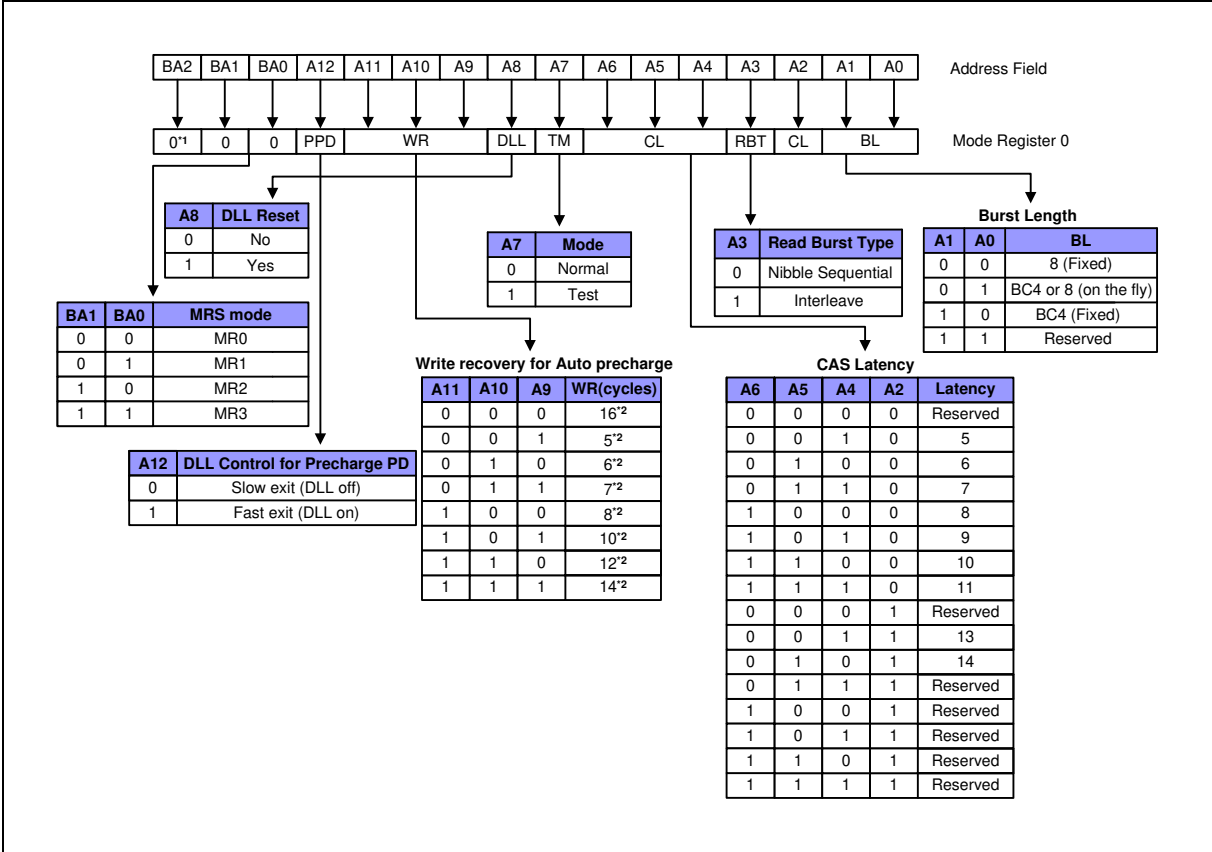 BA2 BA1 BA0 A12 A11 A10 A9 A8 A7 A6 A5 A4 A3 A2 A1 A0 Address Field
0*1 0 0 PPD WR DLL TM CL RBT CL BL Mode Register 0
A8 DLL Reset
0 No
1 Yes
A7 Mode
0 Normal
1 Test
A3 Read Burst Type
0 Nibble Sequential
1 Interleave
Burst Length
A1 A0 BL
0 0 8 (Fixed)
0 1 BC4 or 8 (on the fly)
1 0 BC4 (Fixed)
1 1 Reserved
BA1 BA0 MRS mode
0 0 MR0
0 1 MR1
1 0 MR2
1 1 MR3
A12 DLL Control for Precharge PD
0 Slow exit (DLL off)
1 Fast exit (DLL on)
Write recovery for Auto precharge
A11 A10 A9 WR(cycles)
0 0 0 16*2
0 0 1 5*2
0 1 0 6*2
0 1 1 7*2
1 0 0 8*2
1 0 1 10*2
1 1 0 12*2
1 1 1 14*2
CAS Latency
A6 A5 A4 A2 Latency
0 0 0 0 Reserved
0 0 1 0 5
0 1 0 0 6
0 1 1 0 7
1 0 0 0 8
1 0 1 0 9
1 1 0 0 10
1 1 1 0 11
0 0 0 1 Reserved
0 0 1 1 13
0 1 0 1 14
0 1 1 1 Reserved
1 0 0 1 Reserved
1 0 1 1 Reserved
1 1 0 1 Reserved
1 1 1 1 Reserved